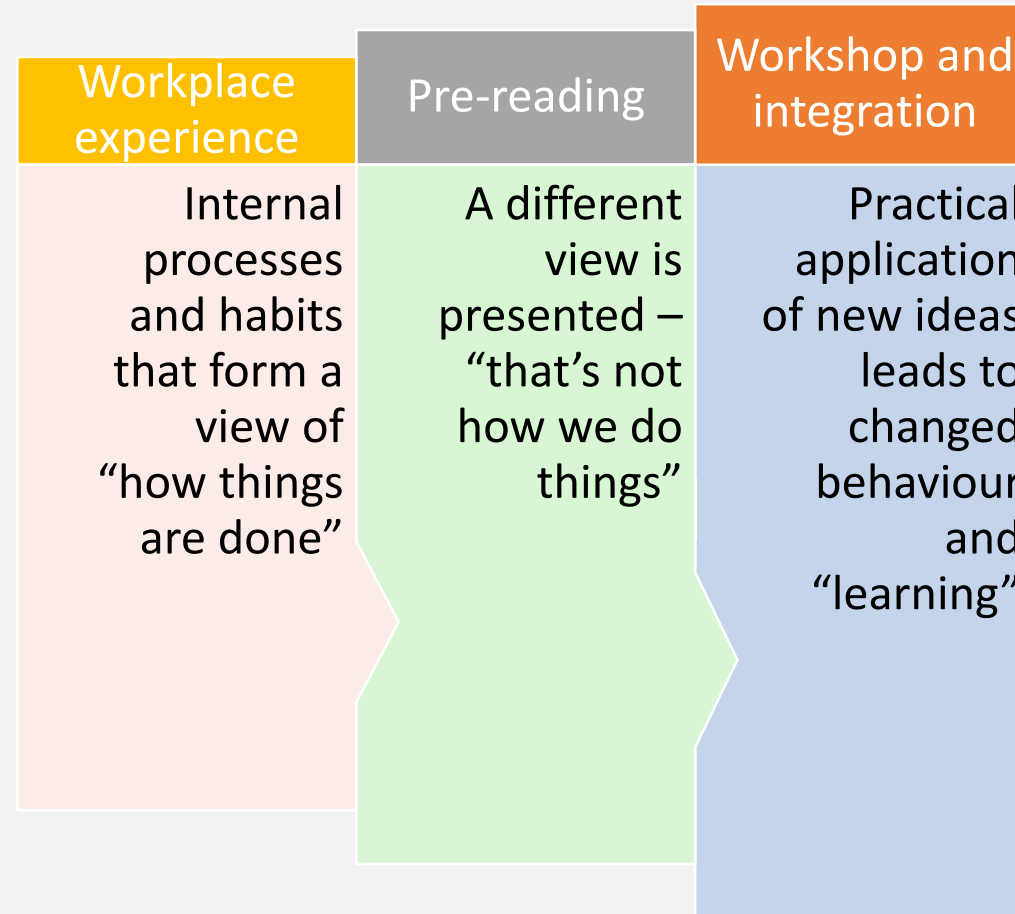 Workplace
experience
Internal
processes
and habits
that form a
view of
“how things
are done”
Pre-reading
A different
view is
presented –
“that’s not
how we do
things”
Workshop and
integration
Practical
application
of new ideas
leads to
changed
behaviour
and
“learning”